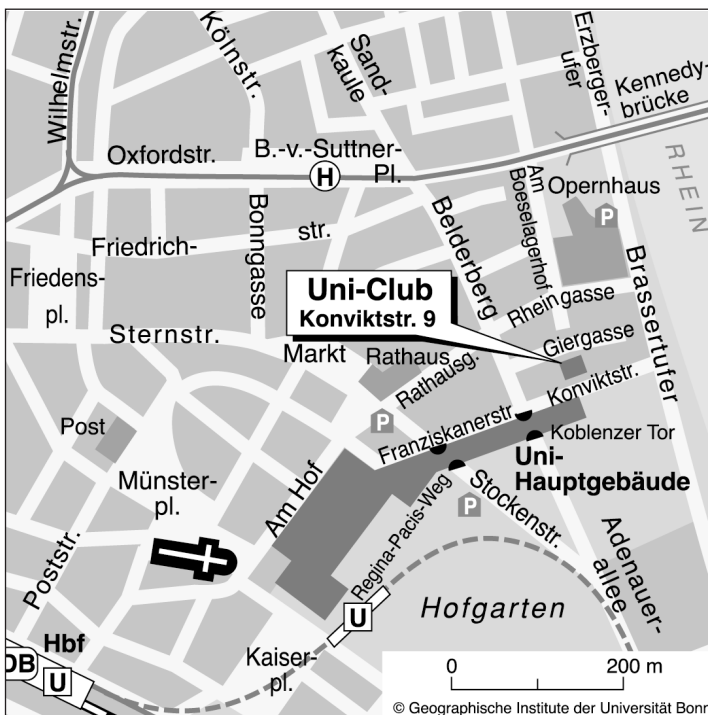 Wilhelmstr.
Kölnstr.
Sand-
kaule
Erzberger-
ufer
Kennedy-
brücke
RHEIN
Oxfordstr.
B.-v.-Suttner-
Pl.
H
Am
Boeselagerhof
Opernhaus
P
Bonngasse
Friedrich-
str.
Belderberg
Brassertufer
Friedens-
pl.
Uni-Club
Konviktstr. 9
Rheingasse
Giergasse
Sternstr.
Markt
Rathaus
Rathausg.
Konviktstr.
P
Post
Franziskanerstr.
Koblenzer Tor
Uni-
Hauptgebäude
Münster-
pl.
Am Hof
Regina-Pacis-Weg
Stockenstr.
P
Adenauer-
allee
Poststr.
U
Hofgarten
Hbf
DB
U
Kaiser-
pl.
0
200 m
© Geographische Institute der Universität Bonn